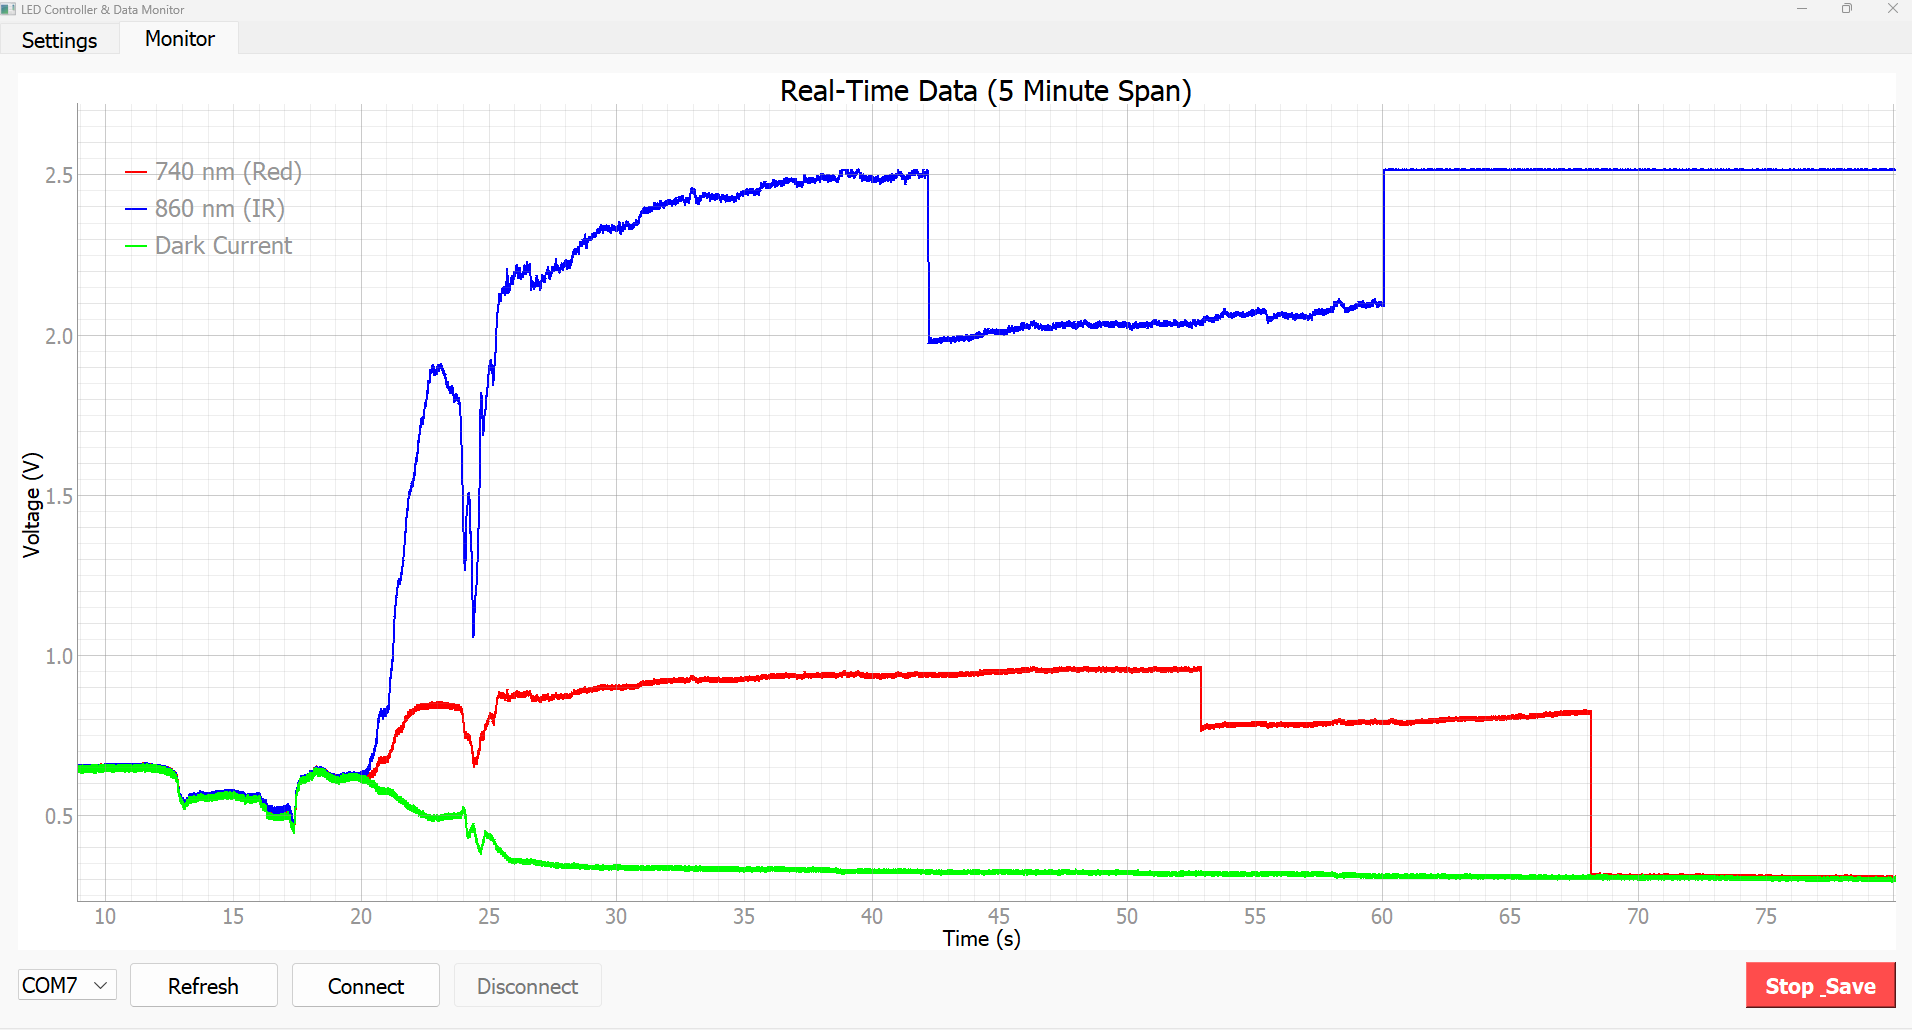 LED Controller & Data Monitor
Settings Monitor
Real-Time Data (5 Minute Span)
740 nm (Red)
860 nm (IR)
Dark Current
2.5
2.0
1.5
1.0
0.5
Voltage (V)
10 15 20 25 30 35 40 45 50 55 60 65 70 75
Time (s)
COM7 Refresh Connect Disconnect Stop _Save